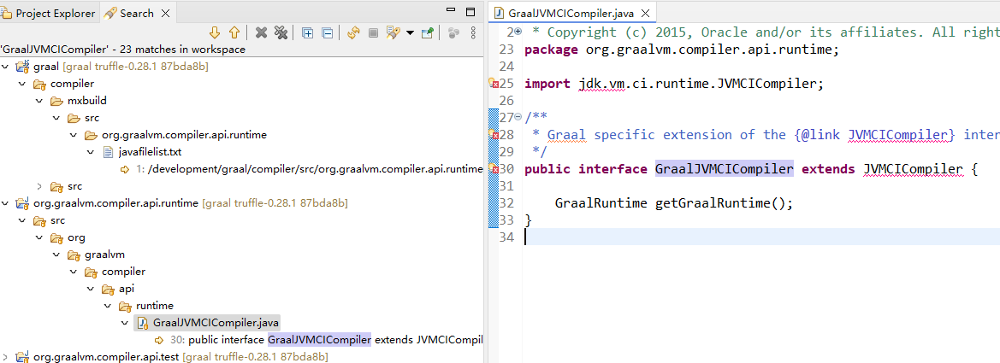 Project Explorer
Search
'GraalJVMCICompiler' - 23 matches in workspace
graal [graal truffle-0.28.1 87bda8b]
compiler
mxbuild
src
org.graalvm.compiler.api.runtime
javafilelist.txt
1: /development/graal/compiler/src/org.graalvm.compiler.api.runtime
src
org.graalvm.compiler.api.runtime [graal truffle-0.28.1 87bda8b]
src
org
graalvm
compiler
api
runtime
GraalJVMCICompiler.java
30: public interface GraalJVMCICompiler extends JVMCICompil
org.graalvm.compiler.api.test [graal truffle-0.28.1 87bda8b]
GraalJVMCICompiler.java
2 * Copyright (c) 2015, Oracle and/or its affiliates. All righ
23 package org.graalvm.compiler.api.runtime;
24
25 import jdk.vm.ci.runtime.JVMCICompiler;
26
27 /**
28 * Graal specific extension of the {@link JVMCICompiler} inter
29 */
30 public interface GraalJVMCICompiler extends JVMCICompiler {
31
32 GraalRuntime getGraalRuntime();
33 }
34